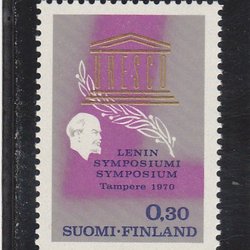 UNESCO
LENIN
SYMPOSIUMI
SYMPOSIUM
Tampere 1970
0,30
SUOMI·FINLAND